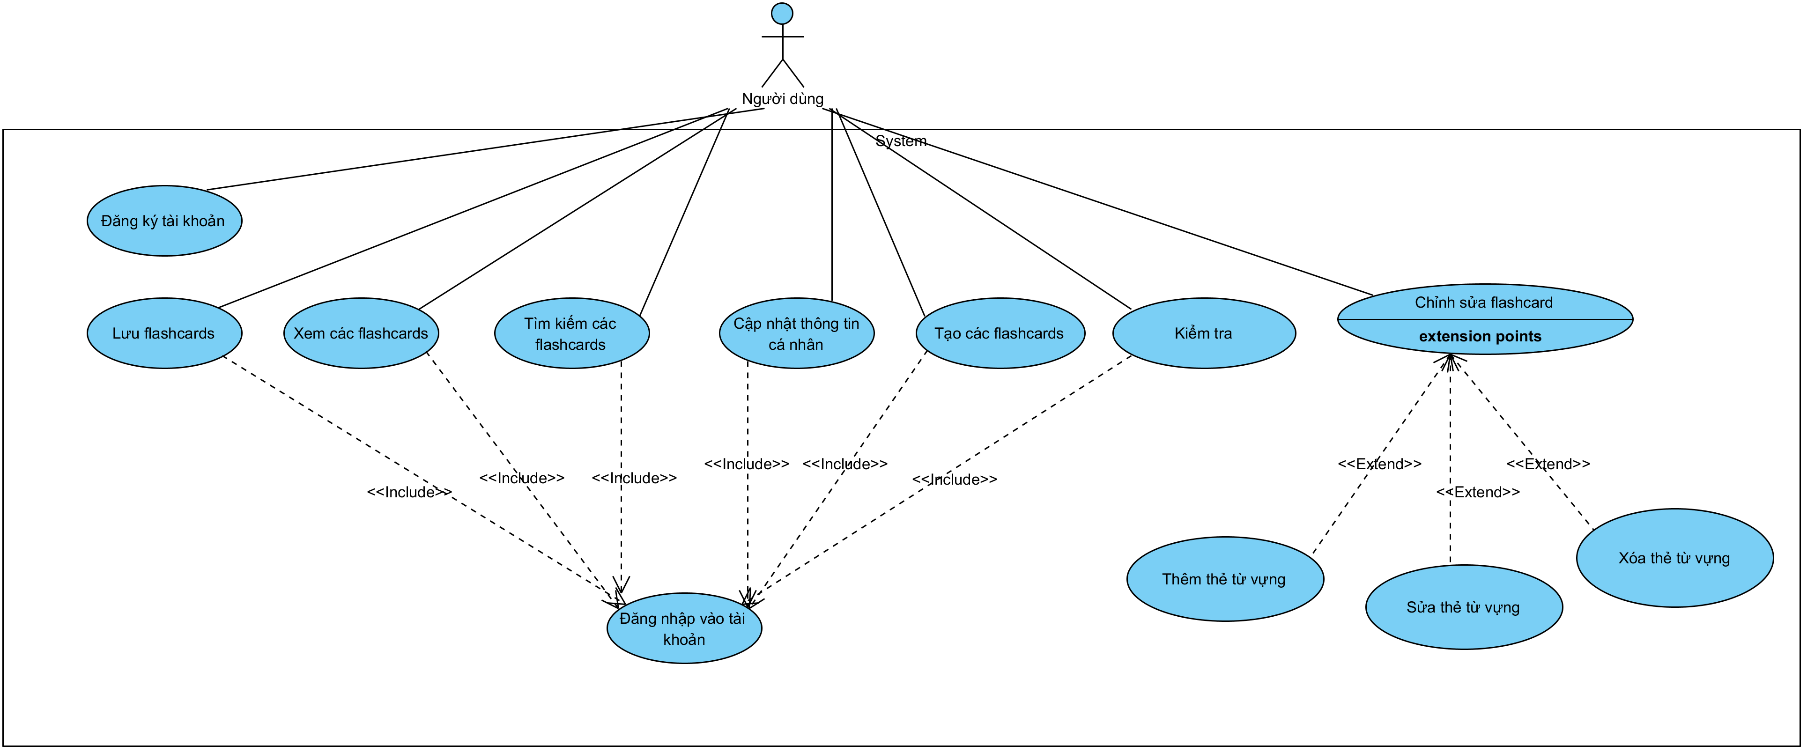 Người dùng
System
Đăng ký tài khoản
Lưu flashcards
Xem các flashcards
Tìm kiếm các
flashcards
Cập nhật thông tin
cá nhân
Tạo các flashcards
Kiểm tra
Chỉnh sửa flashcard
extension points
<<Include>>
<<Include>>
<<Include>>
<<Include>>
<<Include>>
<<Include>>
<<Extend>>
<<Extend>>
<<Extend>>
Thêm thẻ từ vựng
Sửa thẻ từ vựng
Xóa thẻ từ vựng
Đăng nhập vào tài
khoản